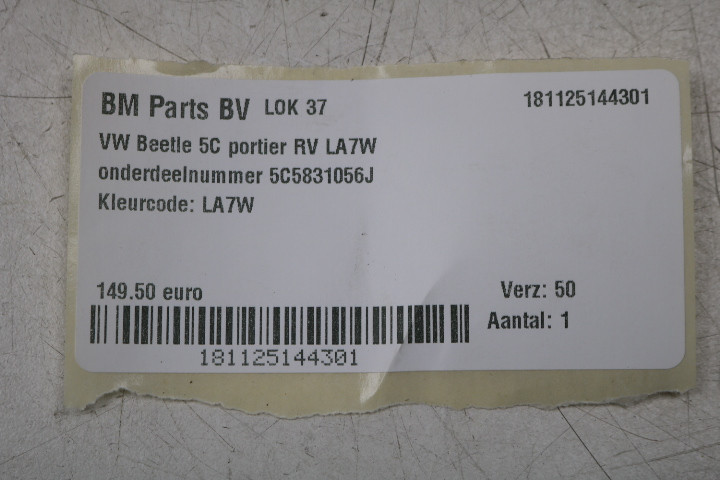 BM Parts BV LOK 37 181125144301
VW Beetle 5C portier RV LA7W
onderdeelnummer 5C5831056J
Kleurcode: LA7W
149.50 euro Verz: 50
Aantal: 1
181125144301